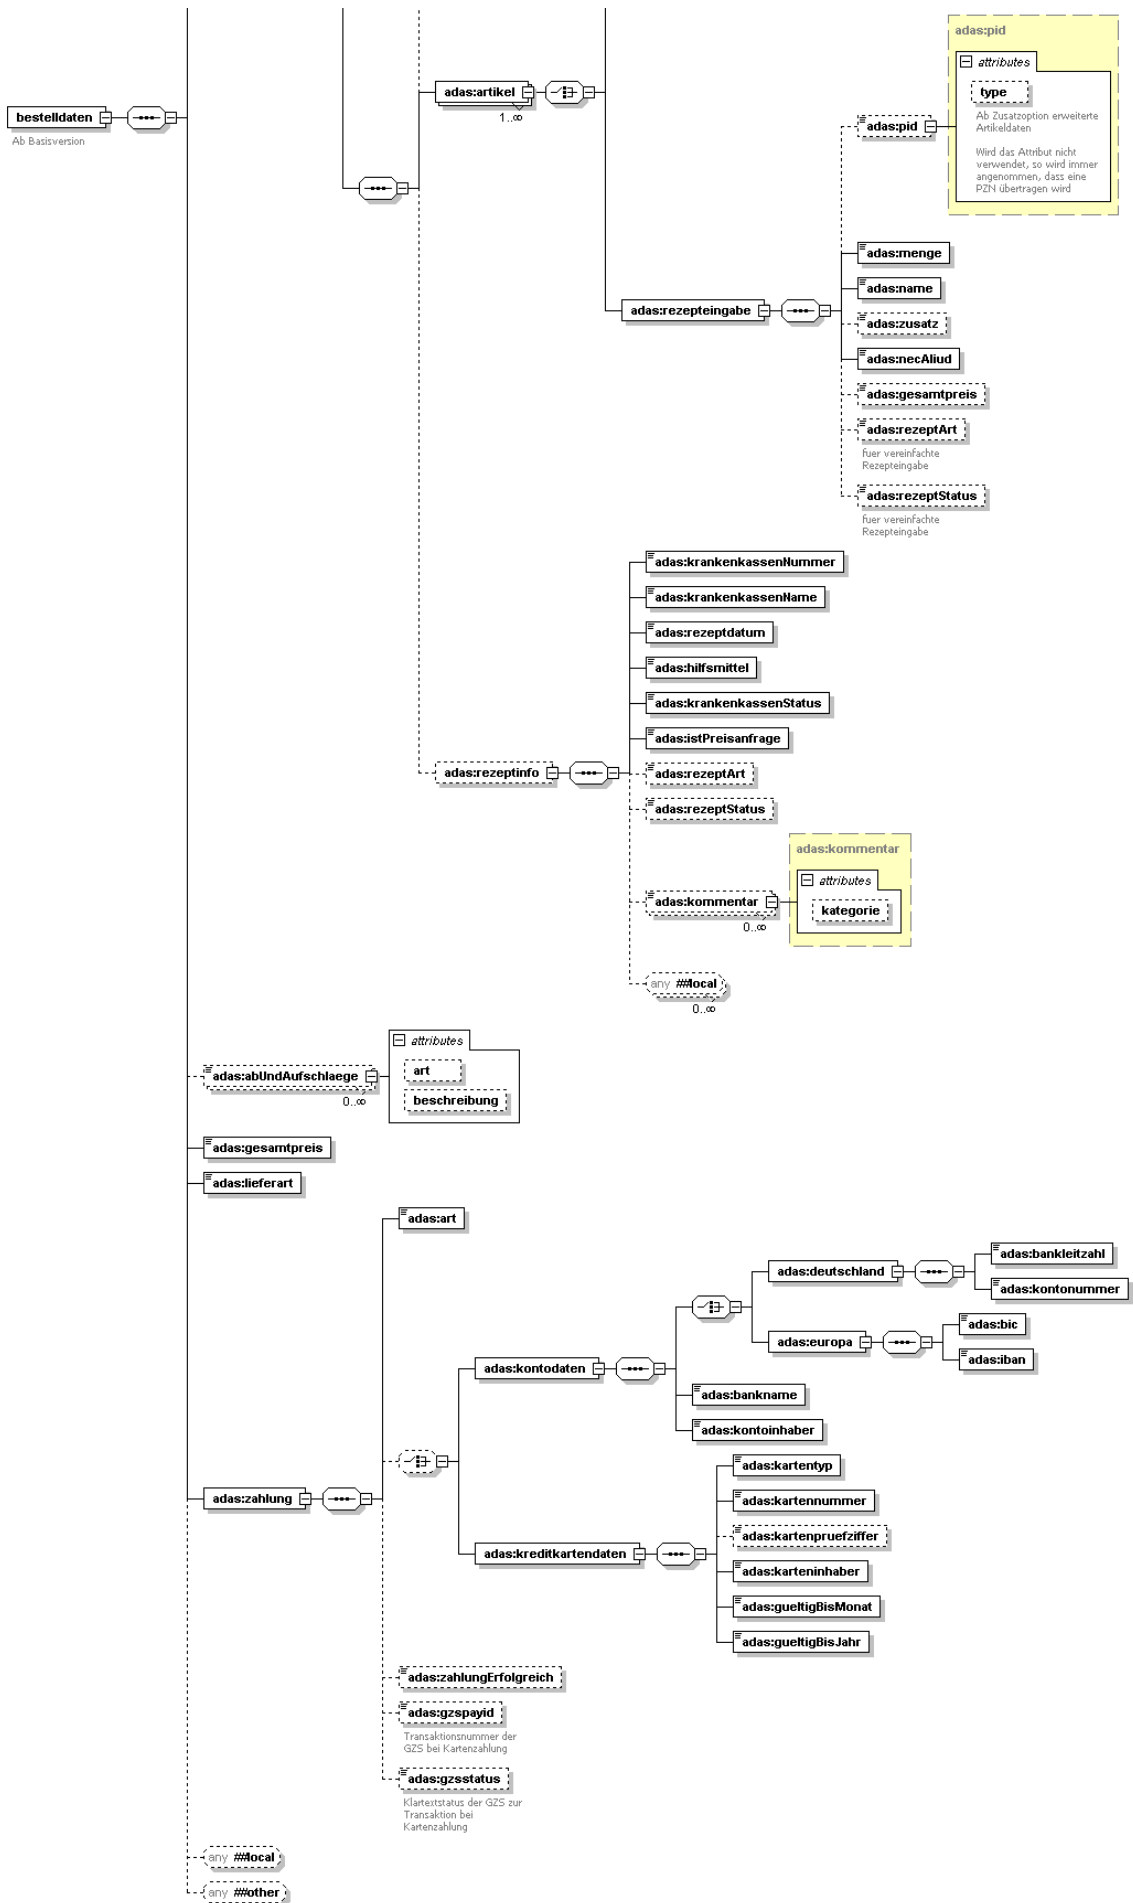 adas:pid
attributes
type
Ab Zusatzoption erweiterte
Artikeldaten
Wird das Attribut nicht
verwendet, so wird immer
angenommen, dass eine
PZN übertragen wird
adas:artikel
1..∞
bestelldaten
Ab Basisversion
adas:pid
adas:menge
adas:name
adas:rezepteingabe
adas:zusatz
adas:necAliud
adas:gesamtpreis
adas:rezeptArt
fuer vereinfachte
Rezepteingabe
adas:rezeptStatus
fuer vereinfachte
Rezepteingabe
adas:krankenkassenNummer
adas:krankenkassenName
adas:rezeptdatum
adas:hilfsmittel
adas:krankenkassenStatus
adas:istPreisanfrage
adas:rezeptinfo
adas:rezeptArt
adas:rezeptStatus
adas:kommentar
attributes
adas:kommentar
kategorie
0..∞
any ##local
0..∞
attributes
adas:abUndAufschlaege
art
0..∞
beschreibung
adas:gesamtpreis
adas:lieferart
adas:art
adas:bankleitzahl
adas:deutschland
adas:kontonummer
adas:bic
adas:europa
adas:iban
adas:kontodaten
adas:bankname
adas:kontoinhaber
adas:kartentyp
adas:zahlung
adas:kartennummer
adas:kartenpruefziffer
adas:kreditkartendaten
adas:karteninhaber
adas:gueltigBisMonat
adas:gueltigBisJahr
adas:zahlungErfolgreich
adas:gzspayid
Transaktionsnummer der
GZS bei Kartenzahlung
adas:gzsstatus
Klartextstatus der GZS zur
Transaktion bei
Kartenzahlung
any ##local
any ##other